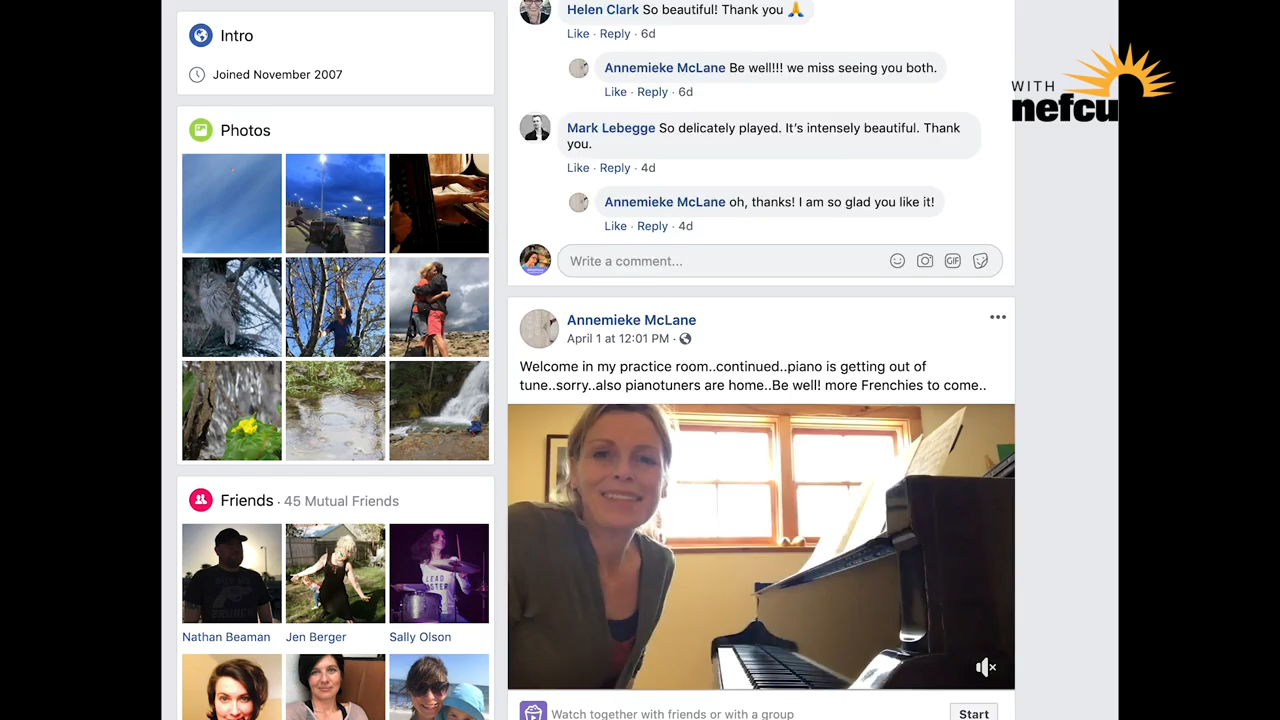 Intro
Joined November 2007
Photos
Friends · 45 Mutual Friends
Nathan Beaman
Jen Berger
Sally Olson
Helen Clark So beautiful! Thank you 🙏
Like · Reply · 6d
Annemieke McLane Be well!!! we miss seeing you both.
Like · Reply · 6d
Mark Lebegge So delicately played. It's intensely beautiful. Thank
you.
Like · Reply · 4d
Annemieke McLane oh, thanks! I am so glad you like it!
Like · Reply · 4d
Write a comment...
GIF
Annemieke McLane
April 1 at 12:01 PM ·
Welcome in my practice room..continued..piano is getting out of
tune..sorry..also pianotuners are home..Be well! more Frenchies to come..
Watch together with friends or with a group
Start
WITH
nefcu